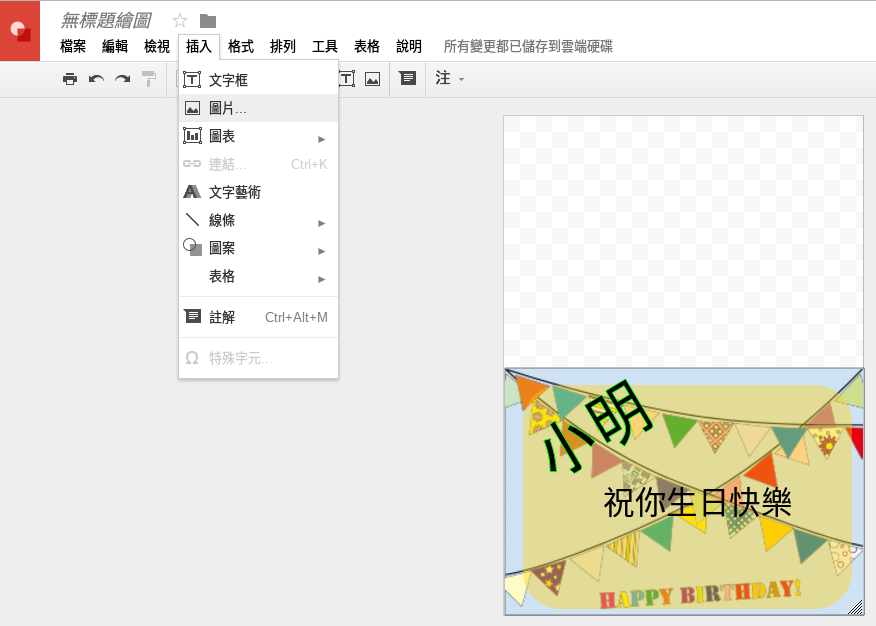 無標題繪圖
檔案 編輯 檢視 插入 格式 排列 工具 表格 說明 所有變更都已儲存到雲端硬碟
注
文字框
圖片...
圖表
連結... Ctrl+K
文字藝術
線條
圖案
表格
註解 Ctrl+Alt+M
特殊字元...
小明
祝你生日快樂
HAPPY BIRTHDAY!